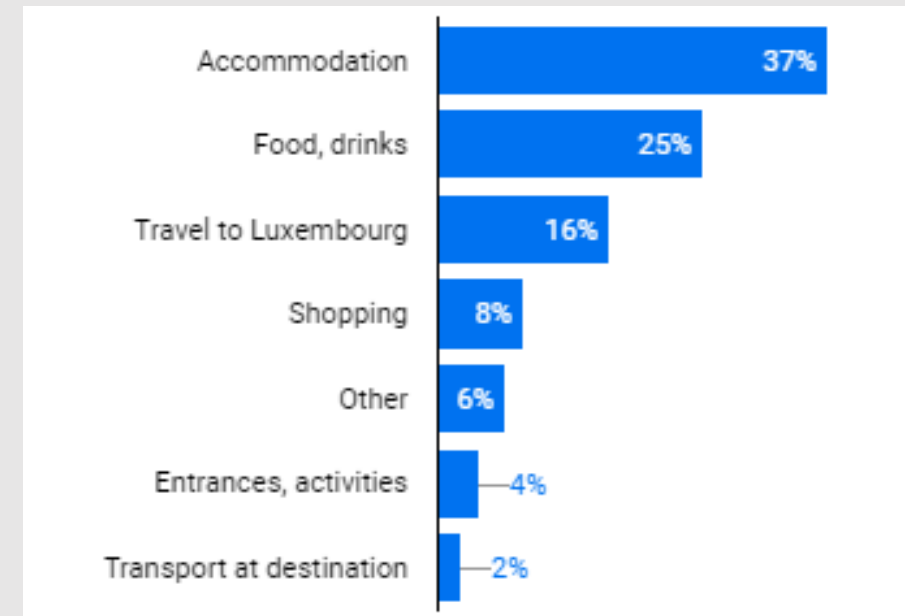 Accommodation 37%
Food, drinks 25%
Travel to Luxembourg 16%
Shopping 8%
Other 6%
Entrances, activities 4%
Transport at destination 2%